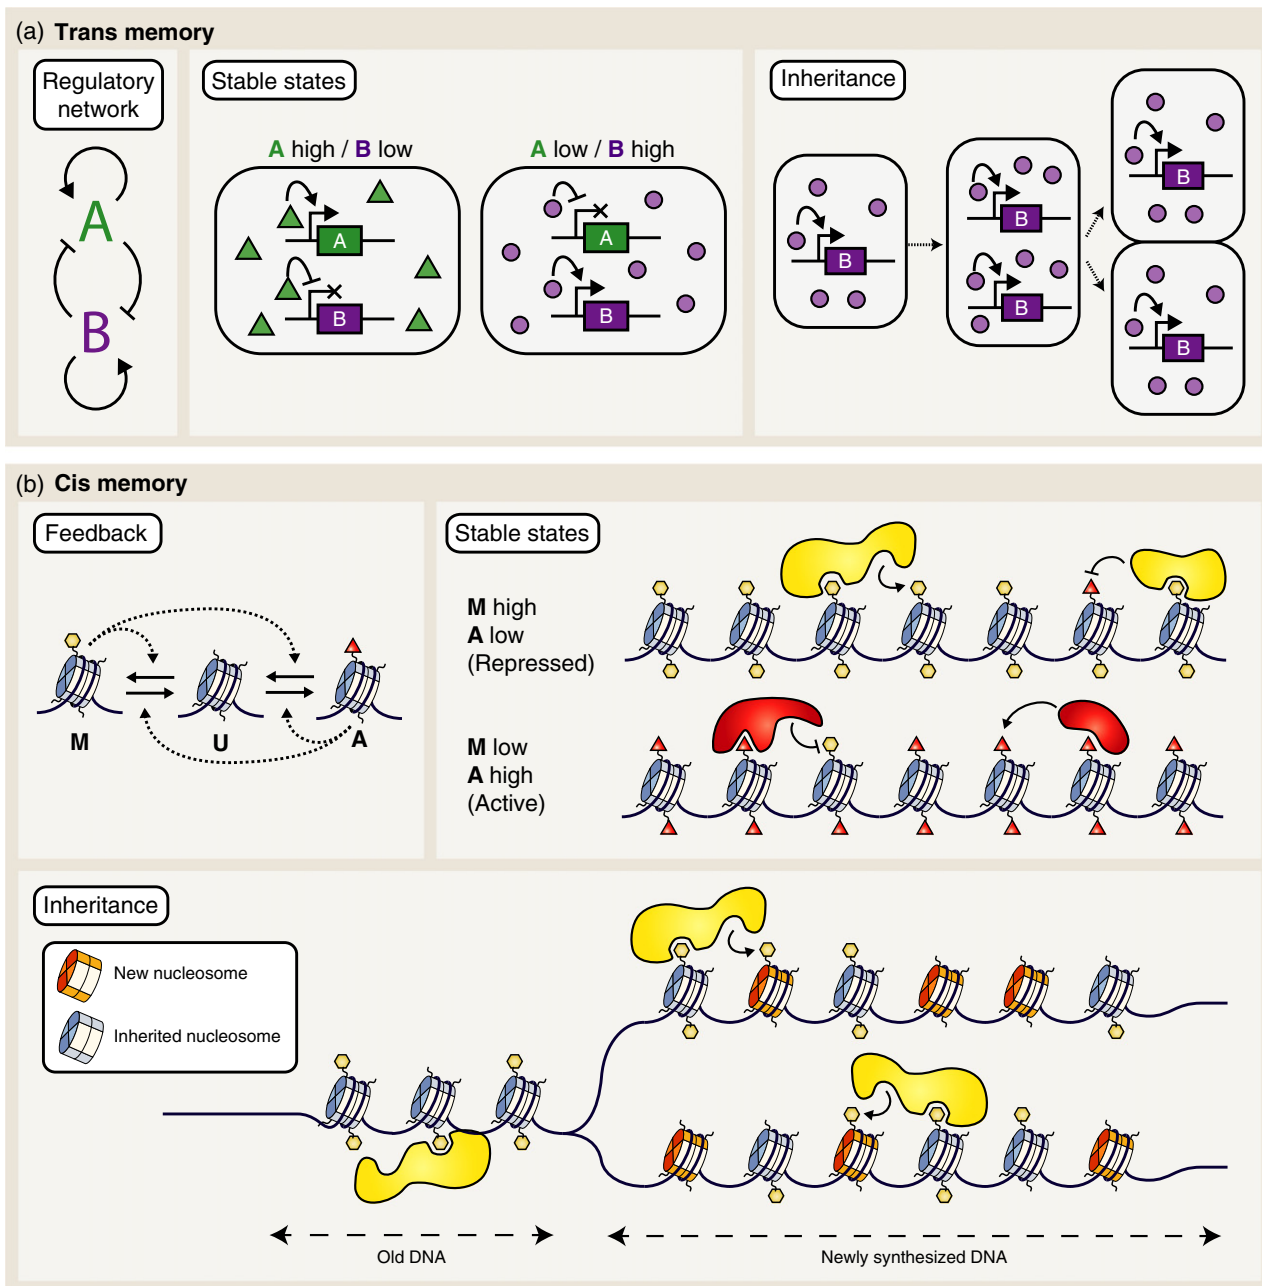 (a) Trans memory
Regulatory
network
A
B
Stable states
A high / B low
A
B
A low / B high
A
B
Inheritance
B
B
B
B
B
(b) Cis memory
Feedback
M
U
A
Stable states
M high
A low
(Repressed)
M low
A high
(Active)
Inheritance
New nucleosome
Inherited nucleosome
Old DNA
Newly synthesized DNA